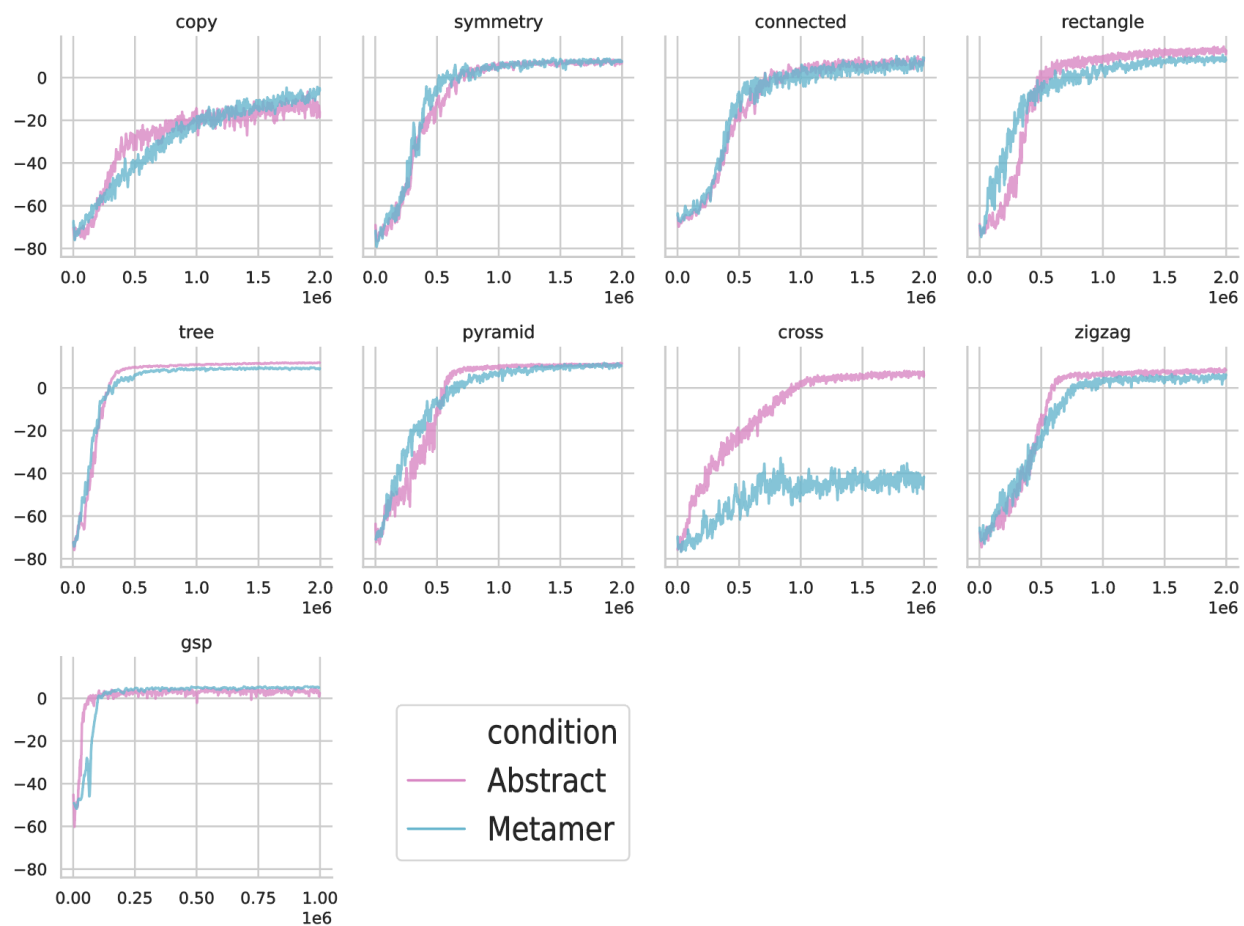 copy symmetry connected rectangle
0 −20 −40 −60 −80
0.0 0.5 1.0 1.5 2.0 0.0 0.5 1.0 1.5 2.0 0.0 0.5 1.0 1.5 2.0 0.0 0.5 1.0 1.5 2.0
1e6 1e6 1e6 1e6
tree pyramid cross zigzag
0 −20 −40 −60 −80
0.0 0.5 1.0 1.5 2.0 0.0 0.5 1.0 1.5 2.0 0.0 0.5 1.0 1.5 2.0 0.0 0.5 1.0 1.5 2.0
1e6 1e6 1e6 1e6
gsp
0 −20 −40 −60 −80
0.00 0.25 0.50 0.75 1.00
1e6
condition
Abstract
Metamer